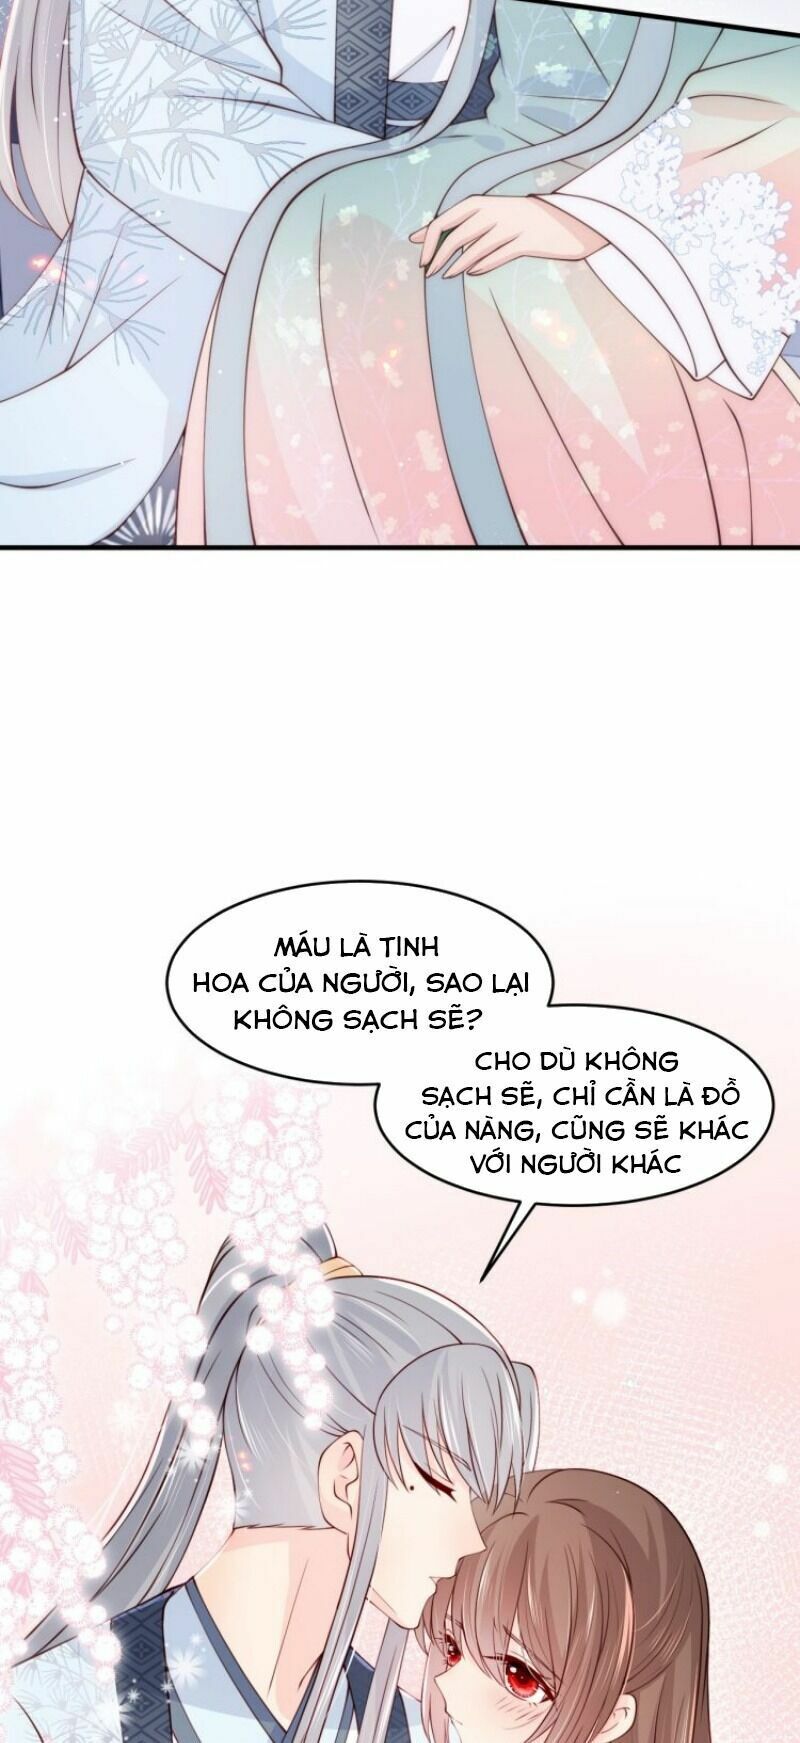 MÁU LÀ TINH
HOA CỦA NGƯỜI, SAO LẠI
KHÔNG SẠCH SẼ?
CHO DÙ KHÔNG
SẠCH SẼ, CHỈ CẦN LÀ ĐỒ
CỦA NÀNG, CŨNG SẼ KHÁC
VỚI NGƯỜI KHÁC